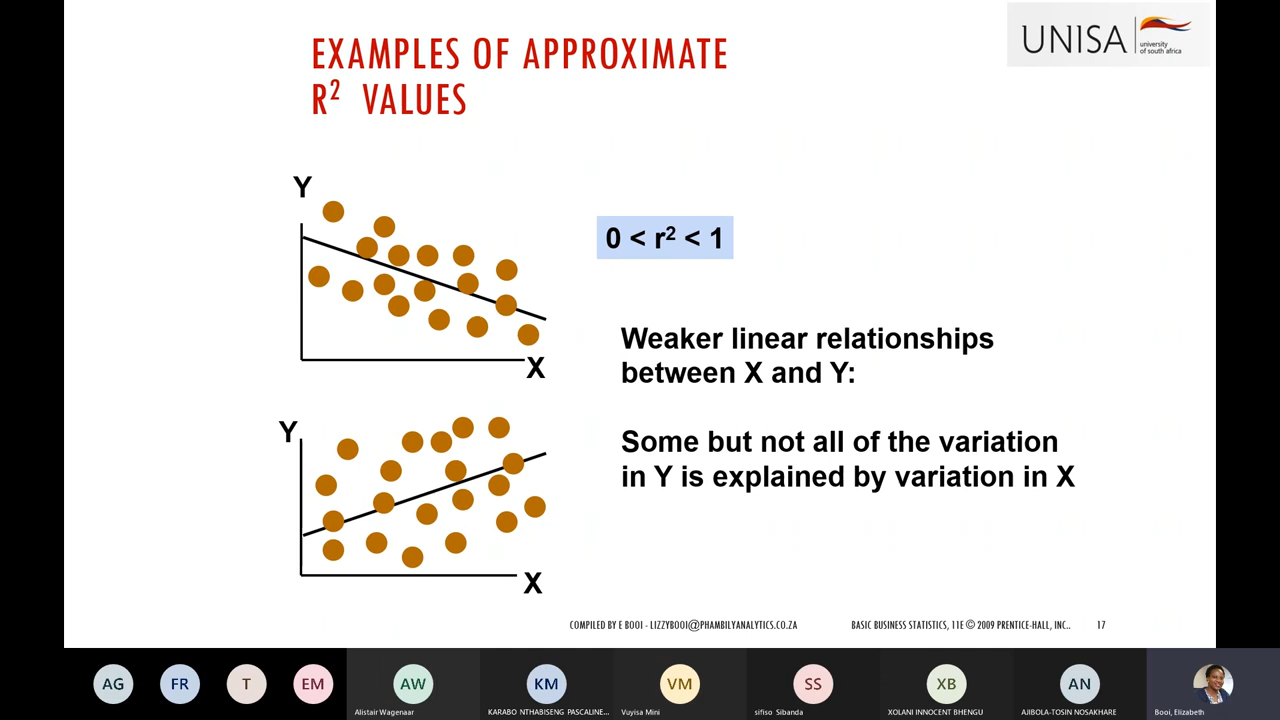 EXAMPLES OF APPROXIMATE
R² VALUES
UNISA
university
of south africa
Y
X
0 < r² < 1
Weaker linear relationships
between X and Y:
Some but not all of the variation
in Y is explained by variation in X
Y
X
COMPILED BY E BOOI - LIZZYBOOI@PHAMBILYANALYTICS.CO.ZA
BASIC BUSINESS STATISTICS, 11E © 2009 PRENTICE-HALL, INC..
17
AG
FR
T
EM
AW
Alistair Wagenaar
KM
KARABO NTHABISENG PASCALINE...
VM
Vuyisa Mini
SS
sifiso Sibanda
XB
XOLANI INNOCENT BHENGU
AN
AJIBOLA-TOSIN NOSAKHARE
Booi, Elizabeth